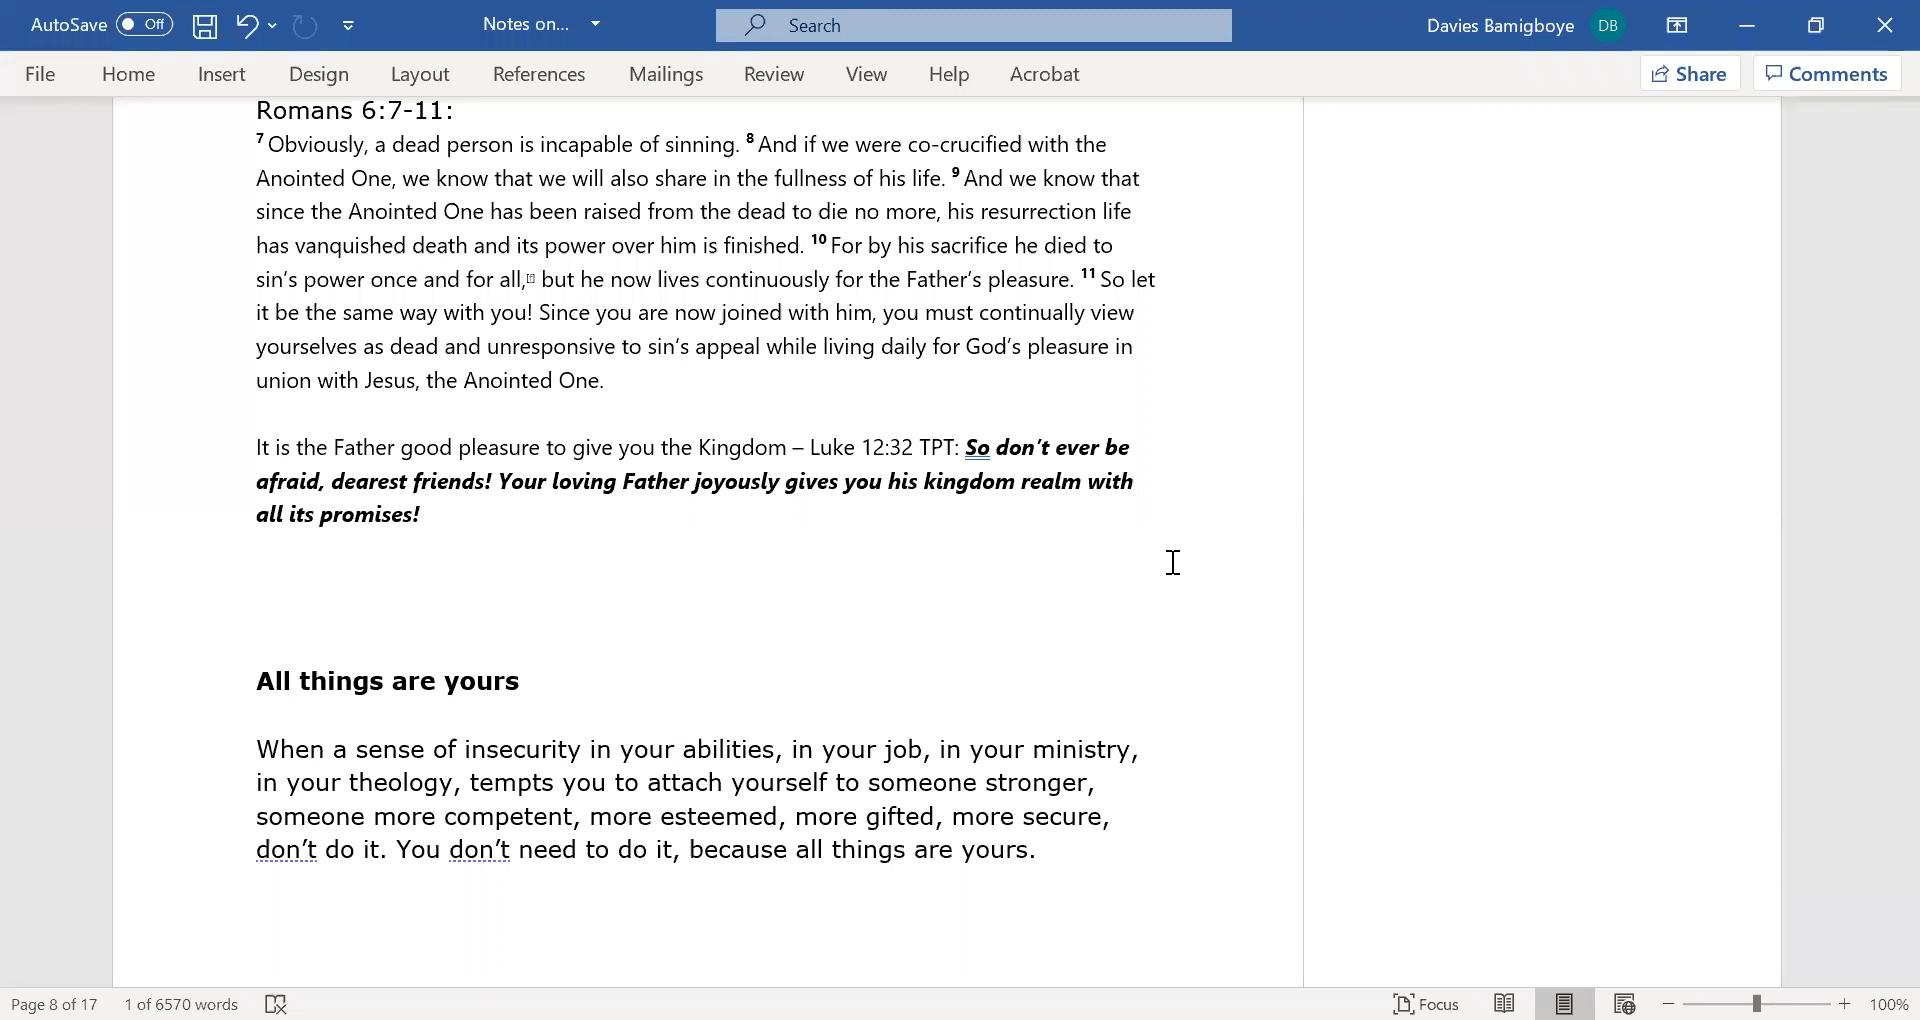 AutoSave Off Notes on... Search Davies Bamigboye DB
File Home Insert Design Layout References Mailings Review View Help Acrobat Share Comments
Romans 6:7-11:
7 Obviously, a dead person is incapable of sinning. 8 And if we were co-crucified with the
Anointed One, we know that we will also share in the fullness of his life. 9 And we know that
since the Anointed One has been raised from the dead to die no more, his resurrection life
has vanquished death and its power over him is finished. 10 For by his sacrifice he died to
sin’s power once and for all, but he now lives continuously for the Father’s pleasure. 11 So let
it be the same way with you! Since you are now joined with him, you must continually view
yourselves as dead and unresponsive to sin’s appeal while living daily for God’s pleasure in
union with Jesus, the Anointed One.
It is the Father good pleasure to give you the Kingdom – Luke 12:32 TPT: So don’t ever be
afraid, dearest friends! Your loving Father joyously gives you his kingdom realm with
all its promises!
All things are yours
When a sense of insecurity in your abilities, in your job, in your ministry,
in your theology, tempts you to attach yourself to someone stronger,
someone more competent, more esteemed, more gifted, more secure,
don’t do it. You don’t need to do it, because all things are yours.
Page 8 of 17 1 of 6570 words Focus 100%